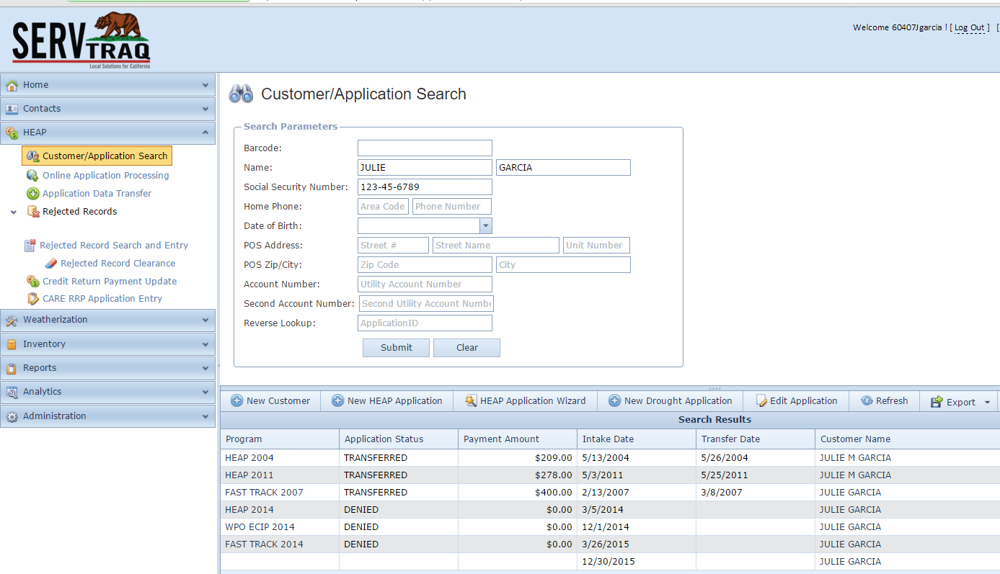 SERVTRAQ
Local Solutions for California
Welcome 60407Jgarcia ! [ Log Out ] [
Home
Contacts
HEAP
Customer/Application Search
Online Application Processing
Application Data Transfer
Rejected Records
Rejected Record Search and Entry
Rejected Record Clearance
Credit Return Payment Update
CARE RRP Application Entry
Weatherization
Inventory
Reports
Analytics
Administration
Customer/Application Search
Search Parameters
Barcode:
Name: JULIE GARCIA
Social Security Number: 123-45-6789
Home Phone: Area Code Phone Number
Date of Birth:
POS Address: Street # Street Name Unit Number
POS Zip/City: Zip Code City
Account Number: Utility Account Number
Second Account Number: Second Utility Account Numbe
Reverse Lookup: ApplicationID
Submit Clear
New Customer New HEAP Application HEAP Application Wizard New Drought Application Edit Application Refresh Export
Search Results
Program Application Status Payment Amount Intake Date Transfer Date Customer Name
HEAP 2004 TRANSFERRED $209.00 5/13/2004 5/26/2004 JULIE M GARCIA
HEAP 2011 TRANSFERRED $278.00 5/3/2011 5/25/2011 JULIE M GARCIA
FAST TRACK 2007 TRANSFERRED $400.00 2/13/2007 3/8/2007 JULIE GARCIA
HEAP 2014 DENIED $0.00 3/5/2014 JULIE GARCIA
WPO ECIP 2014 DENIED $0.00 12/1/2014 JULIE GARCIA
FAST TRACK 2014 DENIED $0.00 3/26/2015 JULIE GARCIA
12/30/2015 JULIE GARCIA